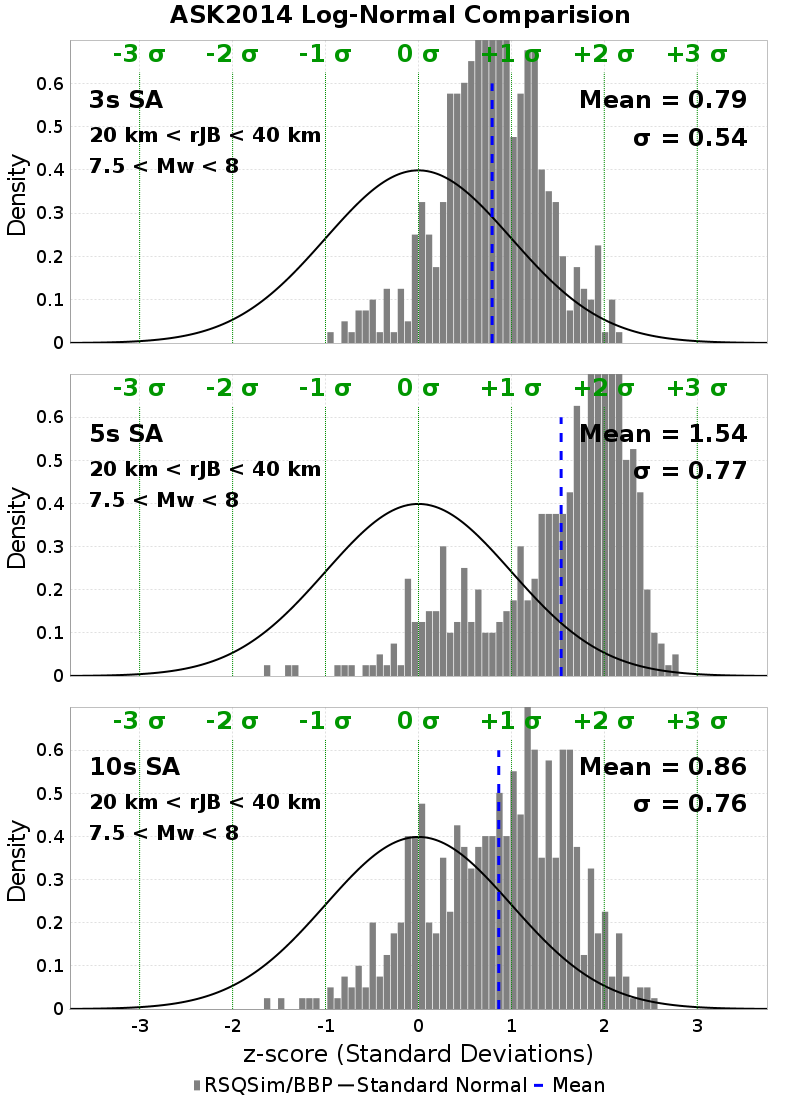 ASK2014 Log-Normal Comparision
-3 σ -2 σ -1 σ 0 σ +1 σ +2 σ +3 σ
3s SA
Mean = 0.79
20 km < rJB < 40 km
σ = 0.54
7.5 < Mw < 8
Density
0.6
0.5
0.4
0.3
0.2
0.1
0
-3 σ -2 σ -1 σ 0 σ +1 σ +2 σ +3 σ
5s SA
Mean = 1.54
20 km < rJB < 40 km
σ = 0.77
7.5 < Mw < 8
Density
0.6
0.5
0.4
0.3
0.2
0.1
0
-3 σ -2 σ -1 σ 0 σ +1 σ +2 σ +3 σ
10s SA
Mean = 0.86
20 km < rJB < 40 km
σ = 0.76
7.5 < Mw < 8
Density
0.6
0.5
0.4
0.3
0.2
0.1
0
-3 -2 -1 0 1 2 3
z-score (Standard Deviations)
RSQSim/BBP Standard Normal Mean